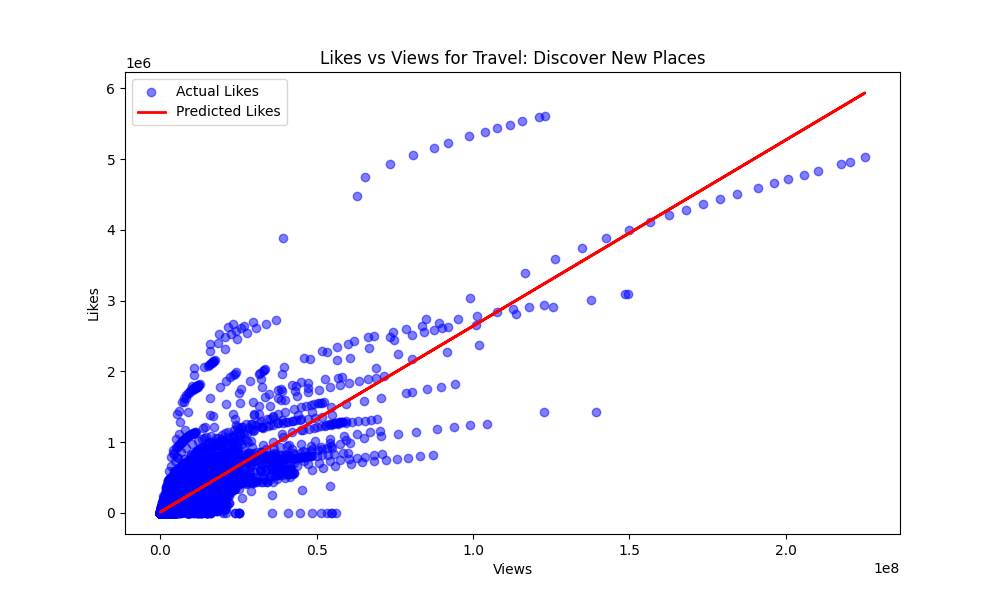 Likes vs Views for Travel: Discover New Places
1e6
Actual Likes
Predicted Likes
6
5
4
3
2
1
0
Likes
0.0 0.5 1.0 1.5 2.0
1e8
Views